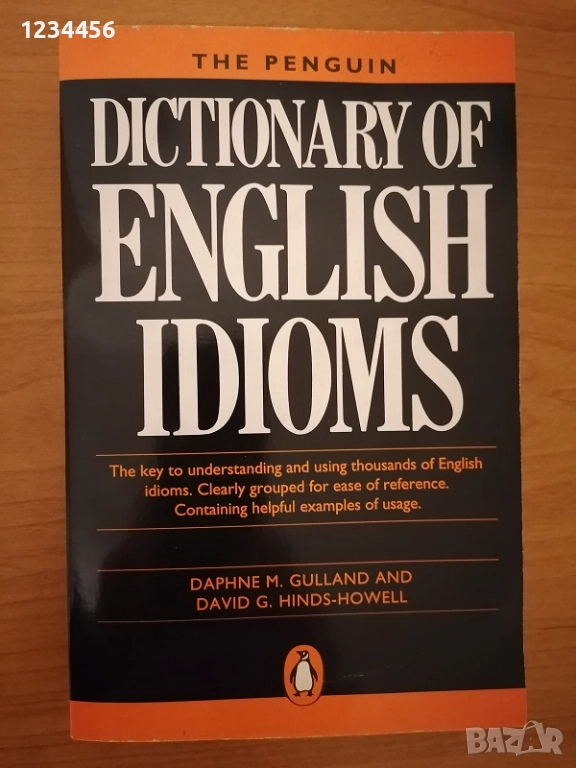 1234456
THE PENGUIN
DICTIONARY OF
ENGLISH
IDIOMS
The key to understanding and using thousands of English
idioms. Clearly grouped for ease of reference.
Containing helpful examples of usage.
DAPHNE M. GULLAND AND
DAVID G. HINDS-HOWELL
BAZAR